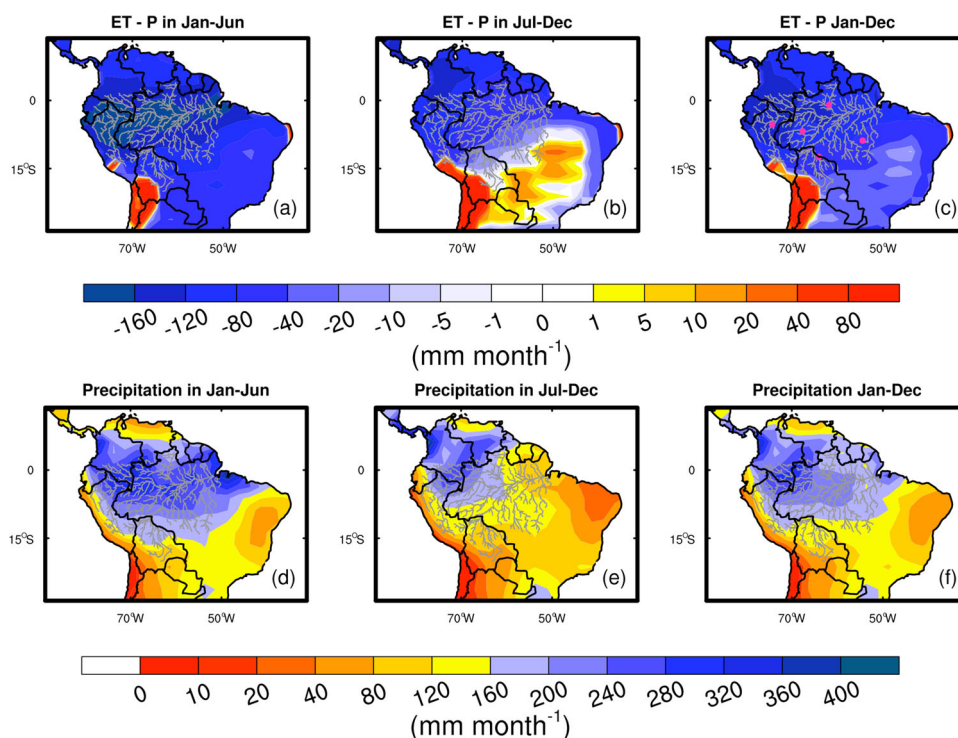 ET - P in Jan-Jun
ET - P in Jul-Dec
ET - P Jan-Dec
0
0
0
15°S
15°S
15°S
(a)
(b)
(c)
70°W 50°W
70°W 50°W
70°W 50°W
-160 -120 -80 -40 -20 -10 -5 -1 0 1 5 10 20 40 80
(mm month-1)
Precipitation in Jan-Jun
Precipitation in Jul-Dec
Precipitation Jan-Dec
0
0
0
15°S
15°S
15°S
(d)
(e)
(f)
70°W 50°W
70°W 50°W
70°W 50°W
0 10 20 40 80 120 160 200 240 280 320 360 400
(mm month-1)